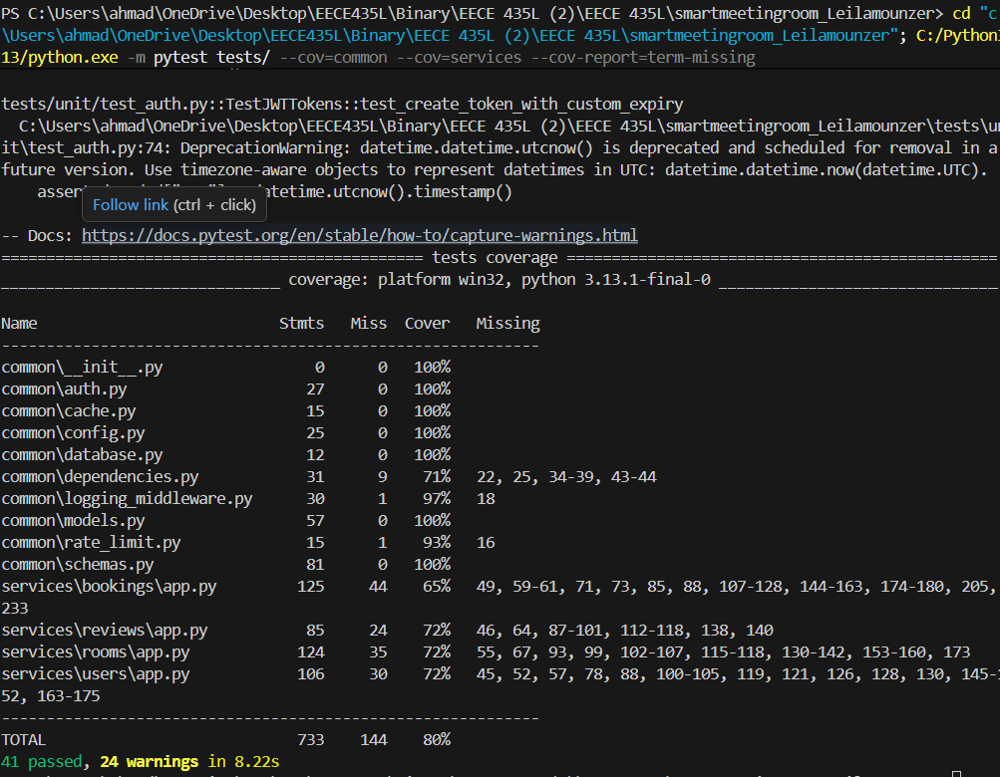 PS C:\Users\ahmad\OneDrive\Desktop\EECE435L\Binary\EECE 435L (2)\EECE 435L\smartmeetingroom_Leilamounzer> cd "c
\Users\ahmad\OneDrive\Desktop\EECE435L\Binary\EECE 435L (2)\EECE 435L\smartmeetingroom_Leilamounzer"; C:/Python
13/python.exe -m pytest tests/ --cov=common --cov=services --cov-report=term-missing
tests/unit/test_auth.py::TestJWTTokens::test_create_token_with_custom_expiry
C:\Users\ahmad\OneDrive\Desktop\EECE435L\Binary\EECE 435L (2)\EECE 435L\smartmeetingroom_Leilamounzer\tests\un
it\test_auth.py:74: DeprecationWarning: datetime.datetime.utcnow() is deprecated and scheduled for removal in a
future version. Use timezone-aware objects to represent datetimes in UTC: datetime.datetime.now(datetime.UTC).
assert datetime.utcnow().timestamp()
Follow link (ctrl + click)
-- Docs: https://docs.pytest.org/en/stable/how-to/capture-warnings.html
============================================== tests coverage ===============================================
_______________________________ coverage: platform win32, python 3.13.1-final-0 _______________________________
Name Stmts Miss Cover Missing
-----------------------------------------------------------
common\__init__.py 0 0 100%
common\auth.py 27 0 100%
common\cache.py 15 0 100%
common\config.py 25 0 100%
common\database.py 12 0 100%
common\dependencies.py 31 9 71% 22, 25, 34-39, 43-44
common\logging_middleware.py 30 1 97% 18
common\models.py 57 0 100%
common\rate_limit.py 15 1 93% 16
common\schemas.py 81 0 100%
services\bookings\app.py 125 44 65% 49, 59-61, 71, 73, 85, 88, 107-128, 144-163, 174-180, 205,
233
services\reviews\app.py 85 24 72% 46, 64, 87-101, 112-118, 138, 140
services\rooms\app.py 124 35 72% 55, 67, 93, 99, 102-107, 115-118, 130-142, 153-160, 173
services\users\app.py 106 30 72% 45, 52, 57, 78, 88, 100-105, 119, 121, 126, 128, 130, 145-1
52, 163-175
-----------------------------------------------------------
TOTAL 733 144 80%
41 passed, 24 warnings in 8.22s